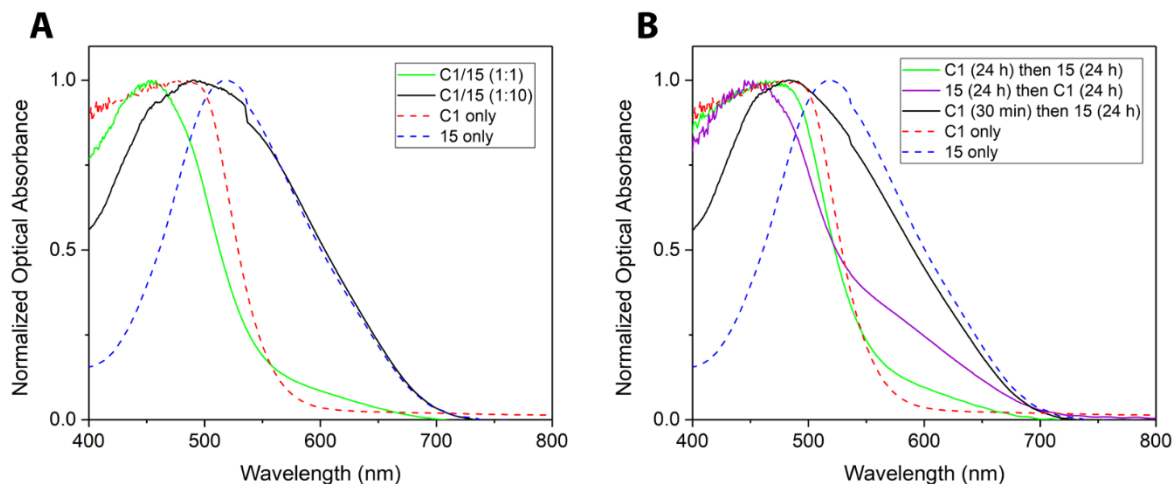 A
C1/15 (1:1)
C1/15 (1:10)
C1 only
15 only
1.0
0.5
0.0
400
500
600
700
800
Normalized Optical Absorbance
Wavelength (nm)
B
C1 (24 h) then 15 (24 h)
15 (24 h) then C1 (24 h)
C1 (30 min) then 15 (24 h)
C1 only
15 only
1.0
0.5
0.0
400
500
600
700
800
Normalized Optical Absorbance
Wavelength (nm)